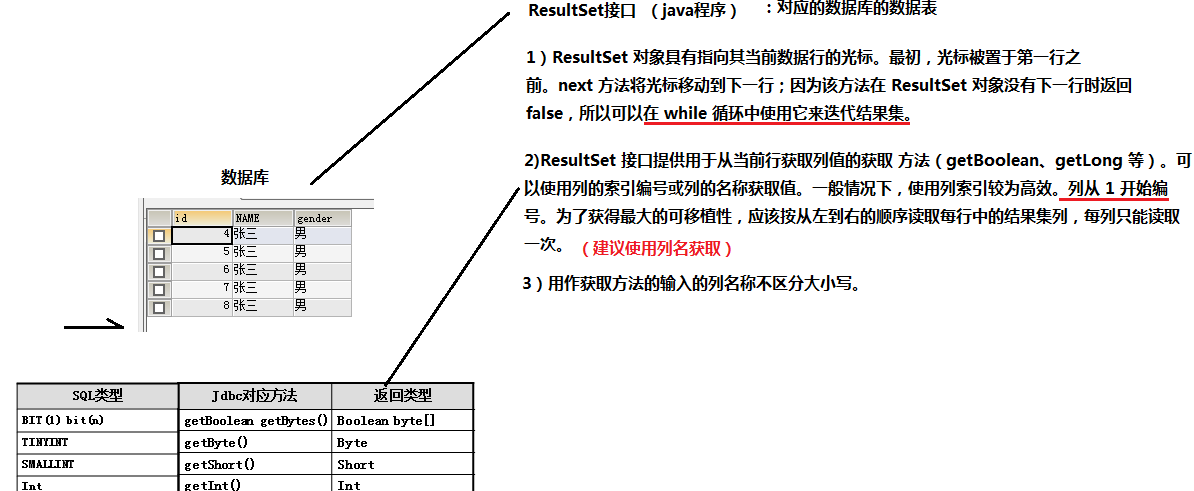 ResultSet接口 （java程序） ：对应的数据库的数据表
1）ResultSet 对象具有指向其当前数据行的光标。最初，光标被置于第一行之
前。next 方法将光标移动到下一行；因为该方法在 ResultSet 对象没有下一行时返回
false，所以可以在 while 循环中使用它来迭代结果集。
2)ResultSet 接口提供用于从当前行获取列值的获取 方法（getBoolean、getLong 等）。可
以使用列的索引编号或列的名称获取值。一般情况下，使用列索引较为高效。列从 1 开始编
号。为了获得最大的可移植性，应该按从左到右的顺序读取每行中的结果集列，每列只能读取
一次。 （建议使用列名获取）
3）用作获取方法的输入的列名称不区分大小写。
数据库
id NAME gender
4 张三 男
5 张三 男
6 张三 男
7 张三 男
8 张三 男
SQL类型 Jdbc对应方法 返回类型
BIT(1) bit(n) getBoolean getBytes() Boolean byte[]
TINYINT getByte() Byte
SMALLINT getShort() Short
Int getInt() Int